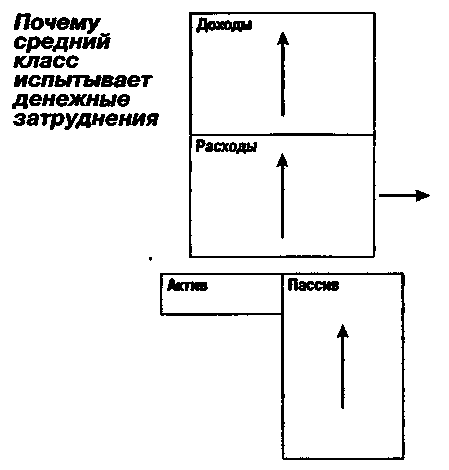 Почему
средний
класс
испытывает
денежные
затруднения
Доходы
Расходы
Актив
Пассив